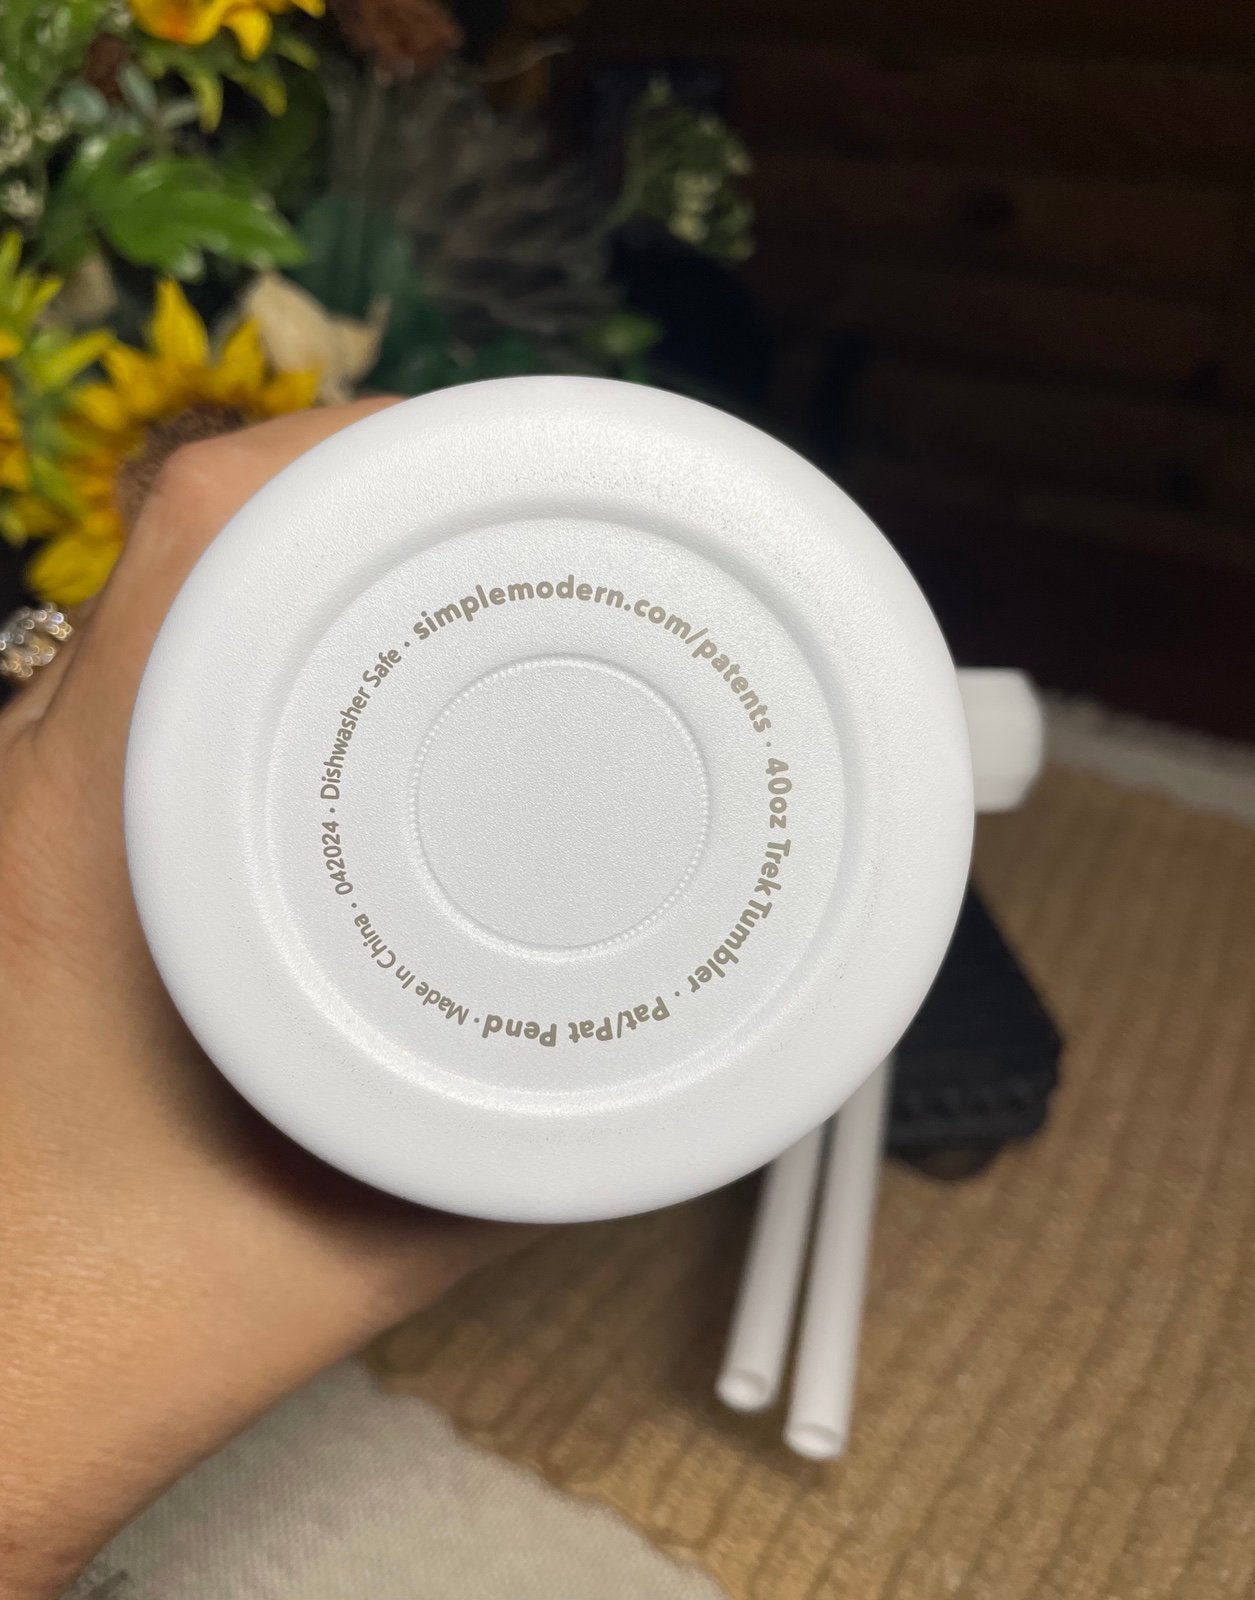 simplemodern.com/patents · 40oz Trek Tumbler · Pat/Pat Pend · Made In China · 042024 · Dishwasher Safe ·